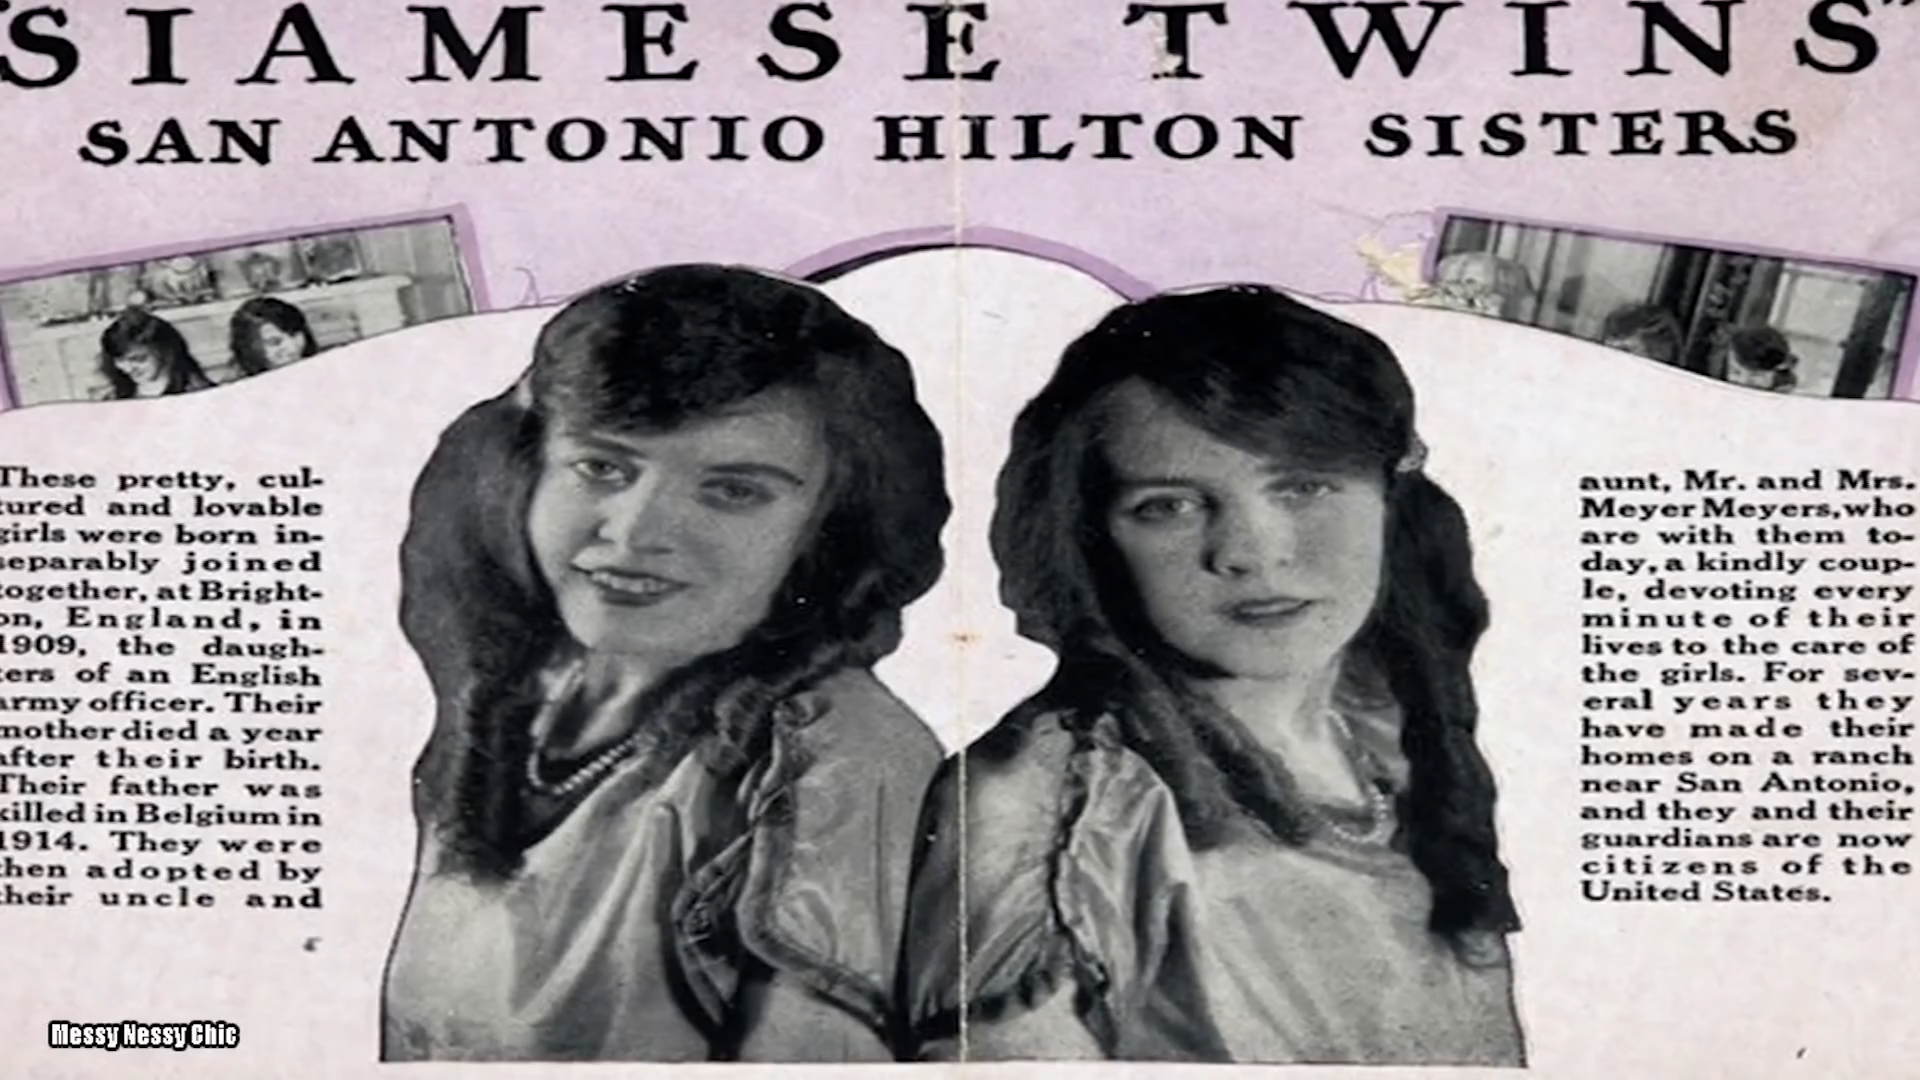 "SIAMESE TWINS"
SAN ANTONIO HILTON SISTERS
These pretty, cul-
tured and lovable
girls were born in-
separably joined
together, at Bright-
on, England, in
1909, the daugh-
ters of an English
army officer. Their
mother died a year
after their birth.
Their father was
killed in Belgium in
1914. They were
then adopted by
their uncle and
aunt, Mr. and Mrs.
Meyer Meyers, who
are with them to-
day, a kindly coup-
le, devoting every
minute of their
lives to the care of
the girls. For sev-
eral years they
have made their
homes on a ranch
near San Antonio,
and they and their
guardians are now
citizens of the
United States.
Messy Nessy Chic